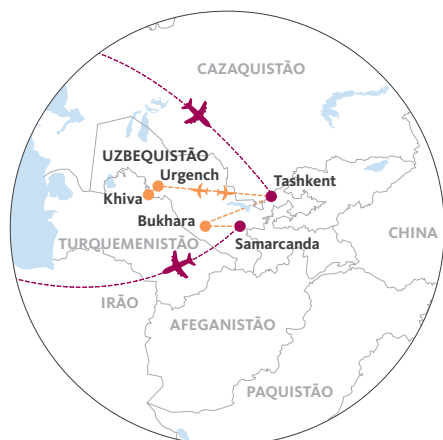 CAZAQUISTÃO
UZBEQUISTÃO
Urgench
Tashkent
Khiva
Bukhara
CHINA
TURQUEMENISTÃO
Samarcanda
IRÃO
AFEGANISTÃO
PAQUISTÃO